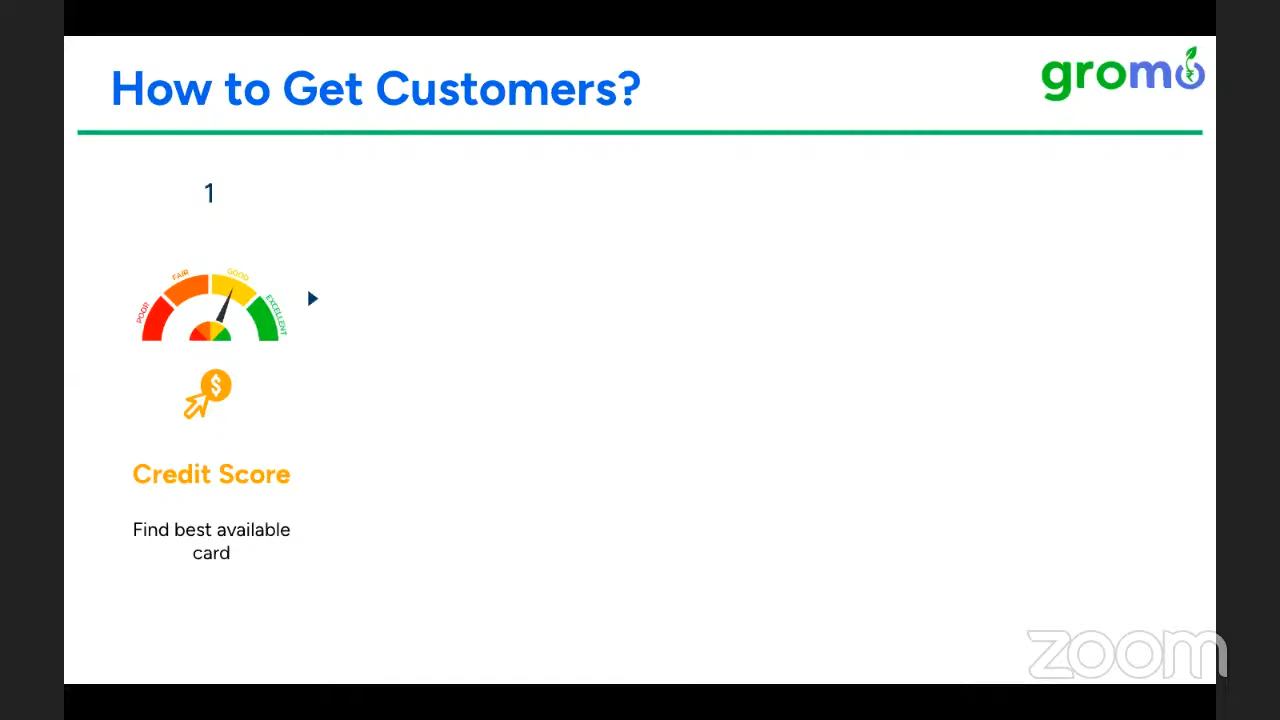 How to Get Customers?
gromo
1
POOR
FAIR
GOOD
EXCELLENT
$
Credit Score
Find best available
card
zoom